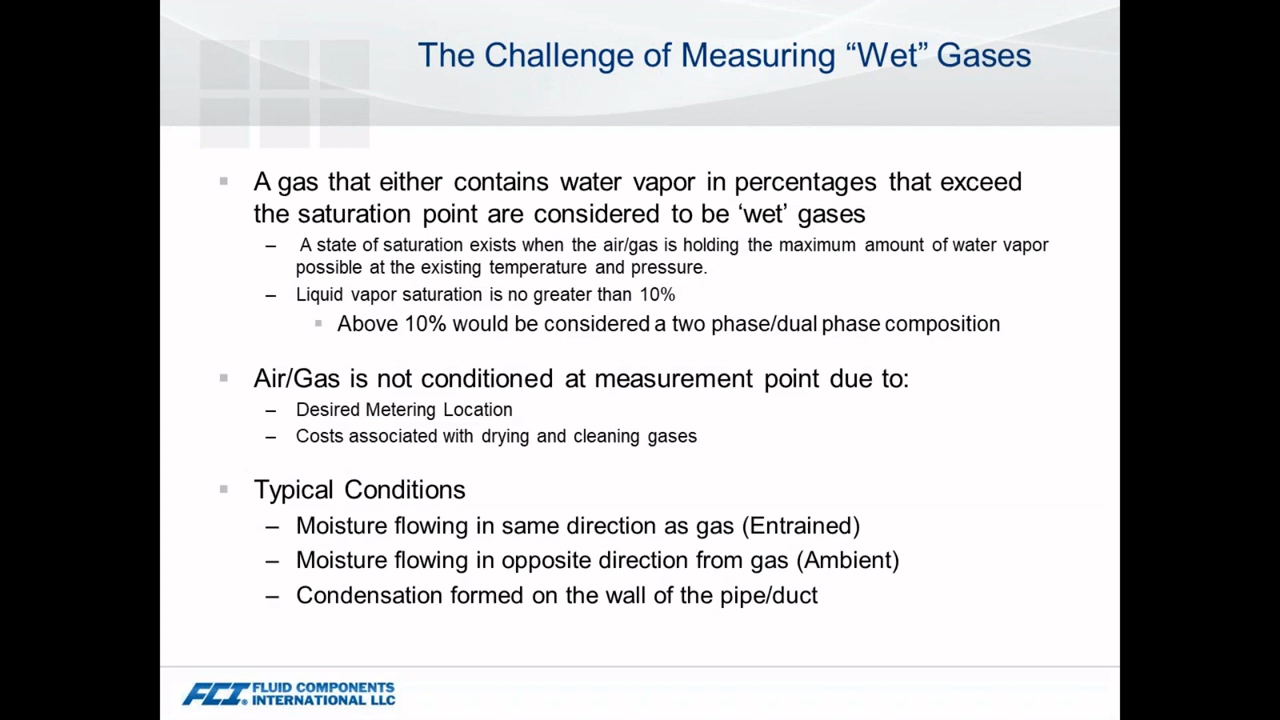 The Challenge of Measuring “Wet” Gases
▪ A gas that either contains water vapor in percentages that exceed
the saturation point are considered to be ‘wet’ gases
– A state of saturation exists when the air/gas is holding the maximum amount of water vapor
possible at the existing temperature and pressure.
– Liquid vapor saturation is no greater than 10%
▪ Above 10% would be considered a two phase/dual phase composition
▪ Air/Gas is not conditioned at measurement point due to:
– Desired Metering Location
– Costs associated with drying and cleaning gases
▪ Typical Conditions
– Moisture flowing in same direction as gas (Entrained)
– Moisture flowing in opposite direction from gas (Ambient)
– Condensation formed on the wall of the pipe/duct
FCI® FLUID COMPONENTS
INTERNATIONAL LLC